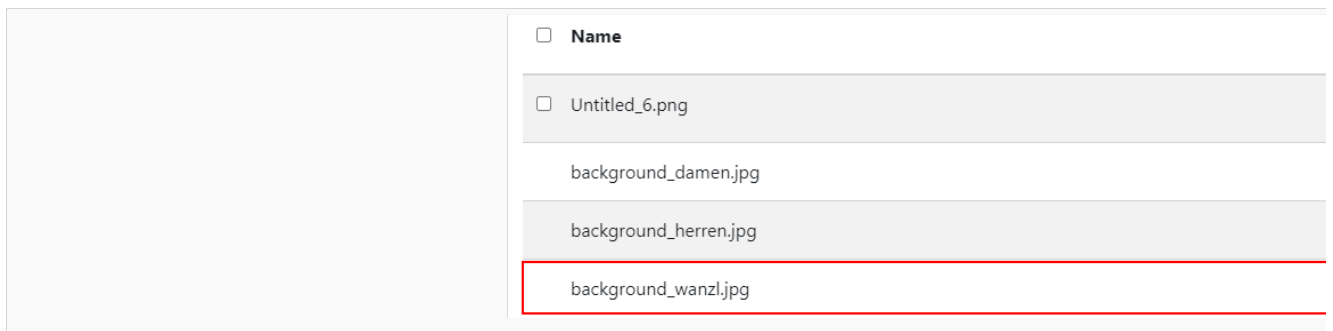 Name
Untitled_6.png
background_damen.jpg
background_herren.jpg
background_wanzl.jpg